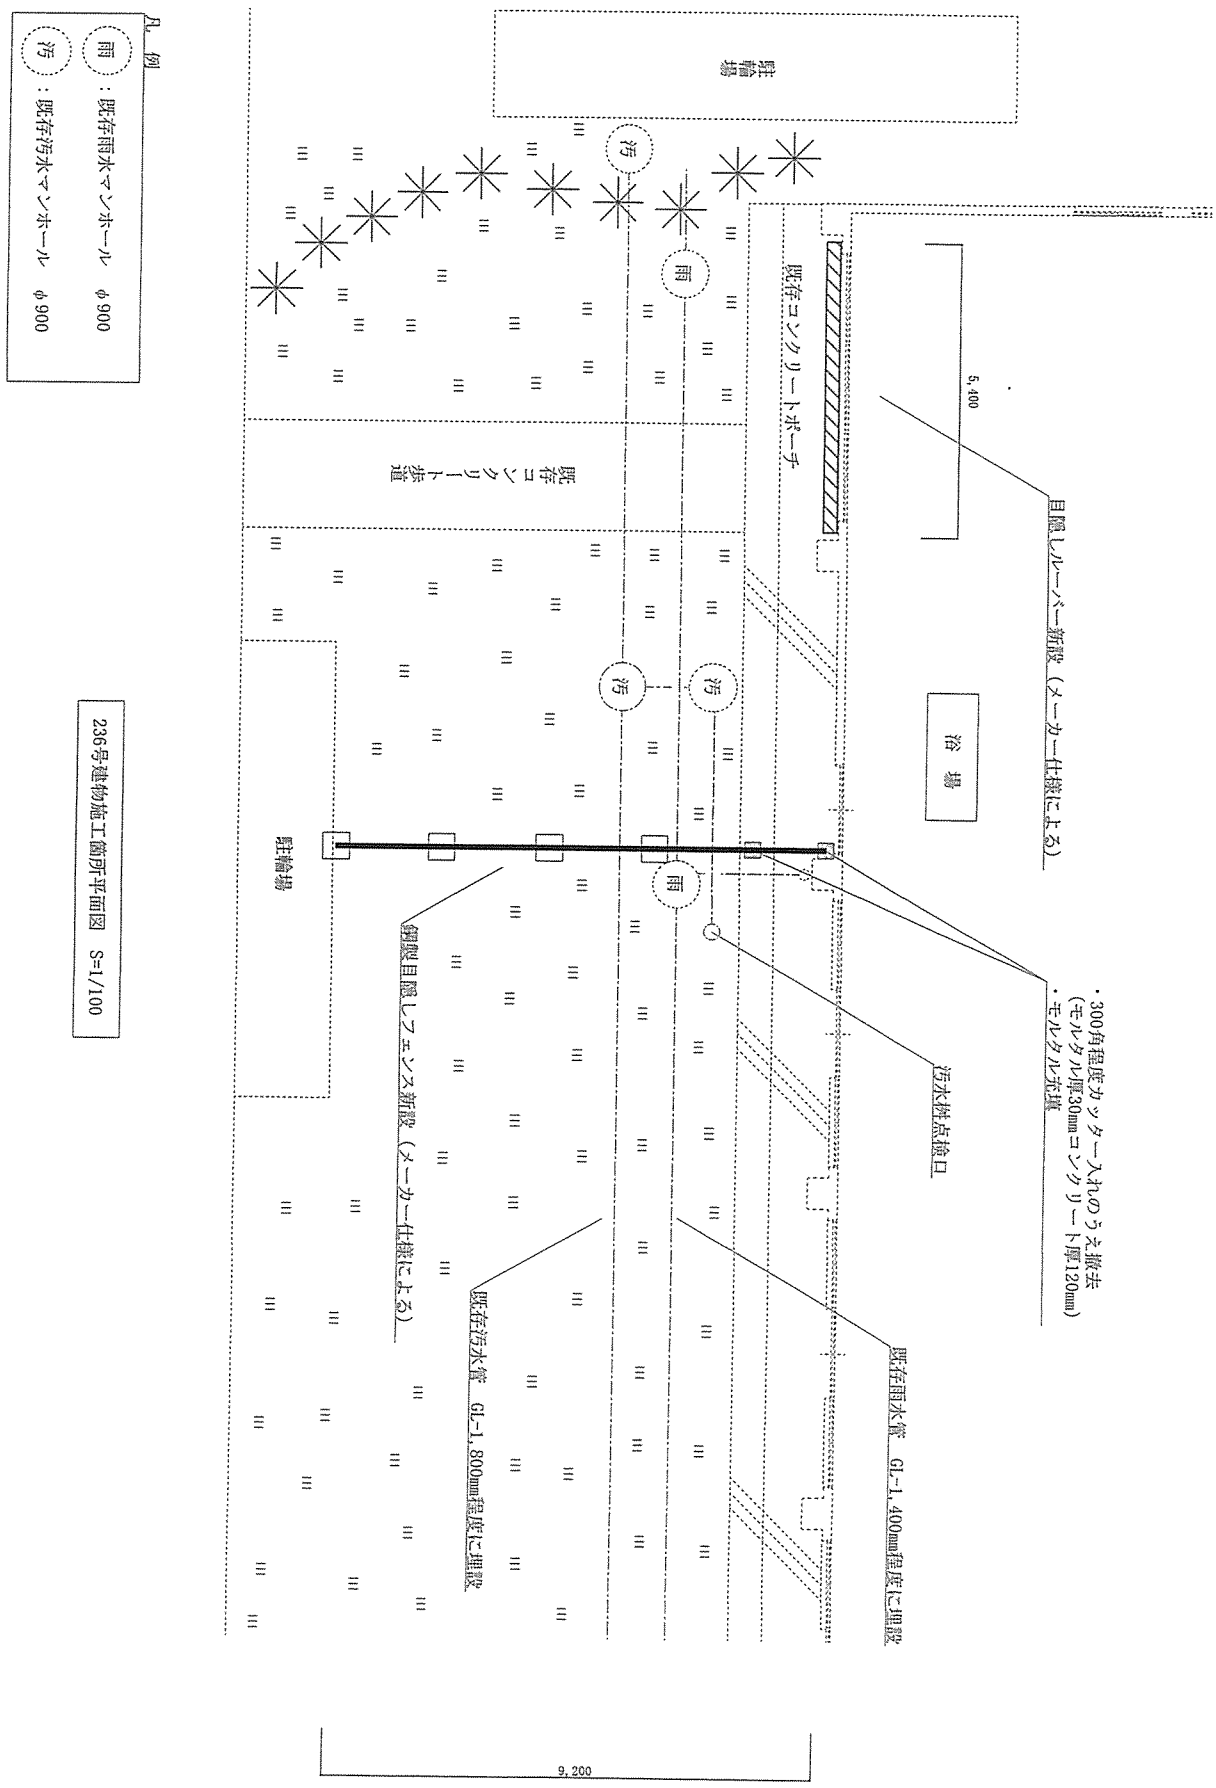 凡　例
雨 ：既存雨水マンホール　φ900
汚 ：既存汚水マンホール　φ900
駐輪場
汚
雨
既存コンクリートポーチ
5,400
目隠しルーバー新設（メーカー仕様による）
既存コンクリート歩道
汚
汚
浴　場
駐輪場
雨
・300角程度カッター入れのうえ撤去
(モルタル厚30mmコンクリート厚120mm)
・モルタル充填
汚水桝点検口
鋼製目隠しフェンス新設（メーカー仕様による）
既存汚水管　GL-1,800mm程度に埋設
既存雨水管　GL-1,400mm程度に埋設
9,200
236号建物施工箇所平面図　S=1/100